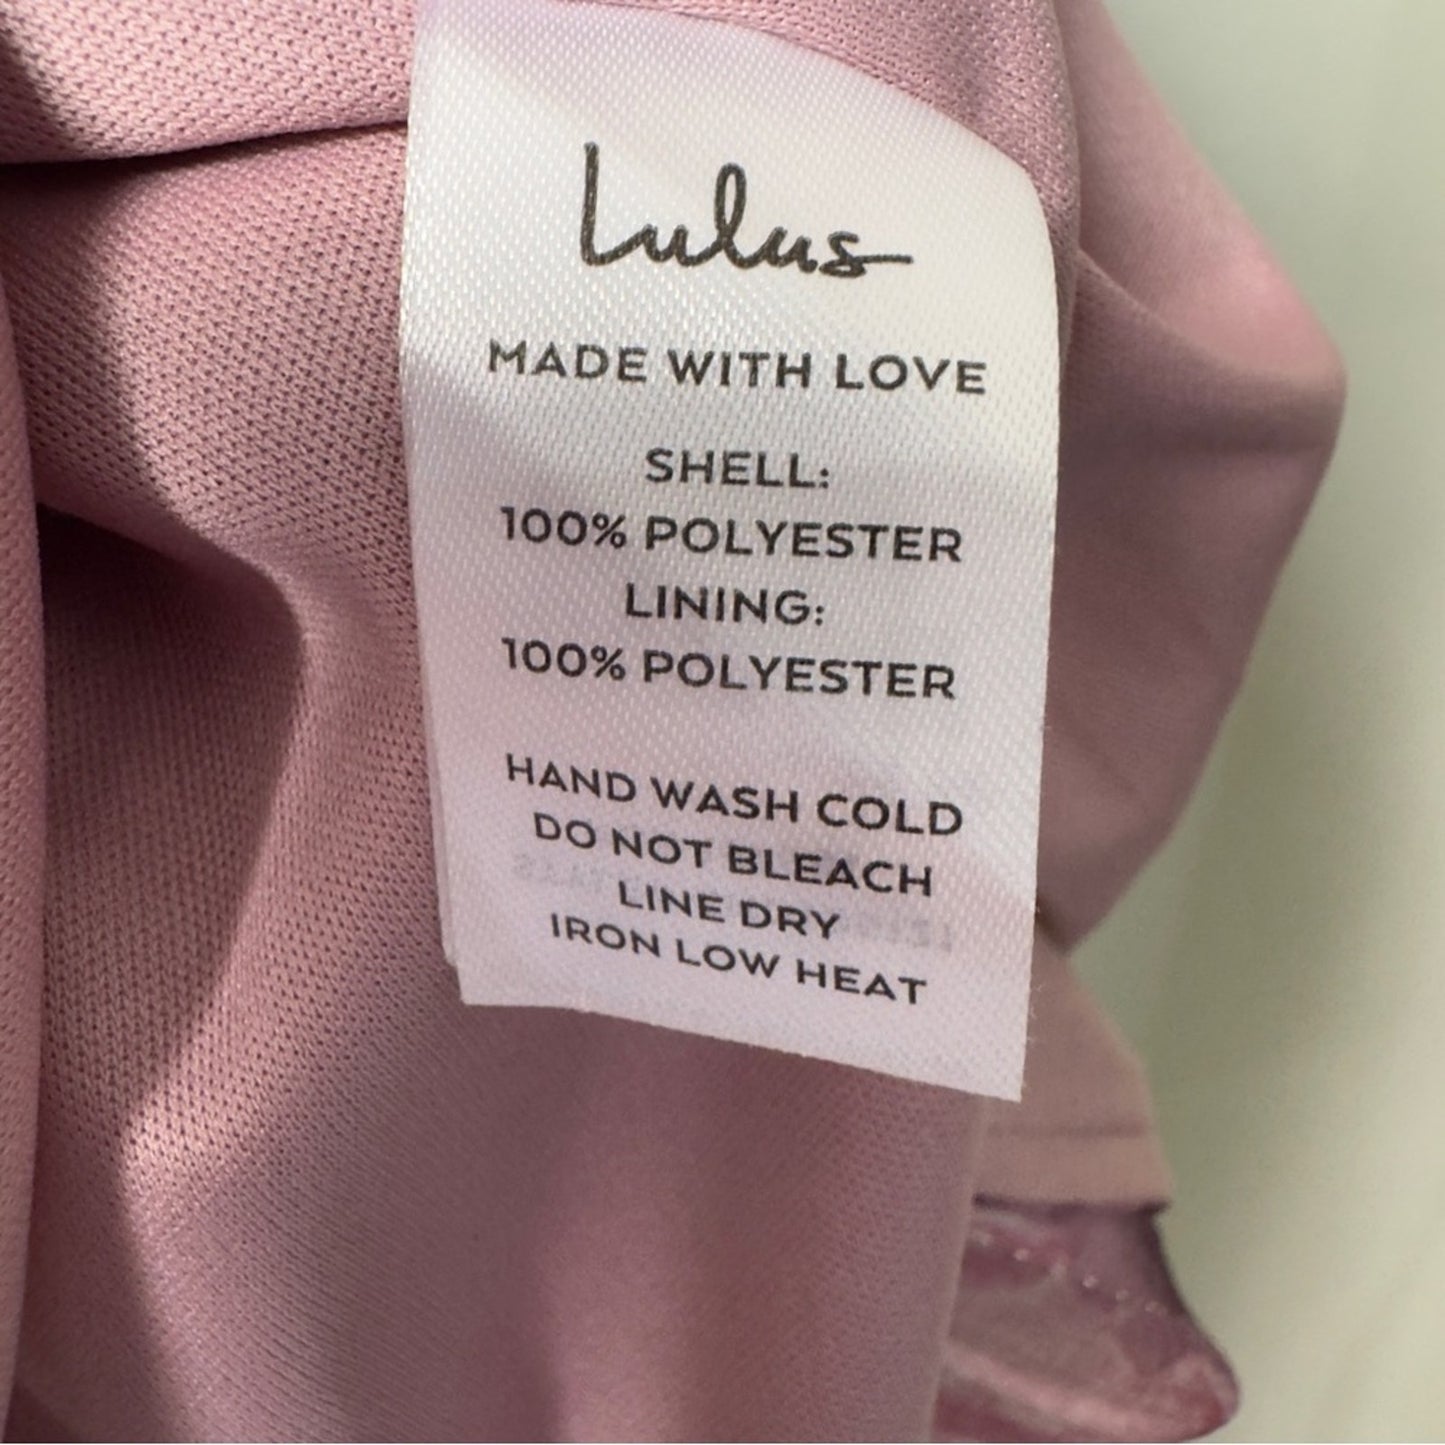 Lulus
MADE WITH LOVE
SHELL:
100% POLYESTER
LINING:
100% POLYESTER
HAND WASH COLD
DO NOT BLEACH
LINE DRY
IRON LOW HEAT